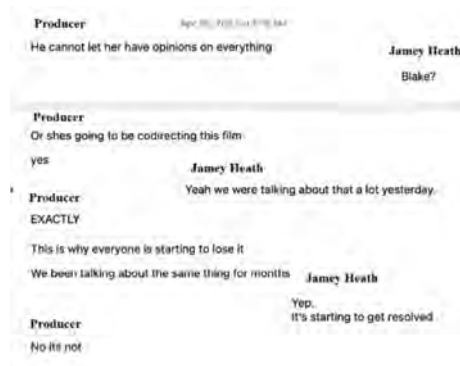 Producer
He cannot let her have opinions on everything
Jamey Heath
Blake?
Producer
Or shes going to be codirecting this film
yes
Jamey Heath
Yeah we were talking about that a lot yesterday.
Producer
EXACTLY
This is why everyone is starting to lose it
We been talking about the same thing for months
Jamey Heath
Yep.
It's starting to get resolved
Producer
No its not